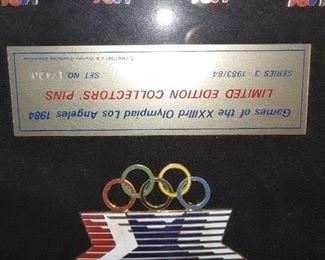 Games of the XXIIIrd Olympiad Los Angeles 1984
LIMITED EDITION COLLECTORS' PINS
SERIES 3 1983/84 SET NO.